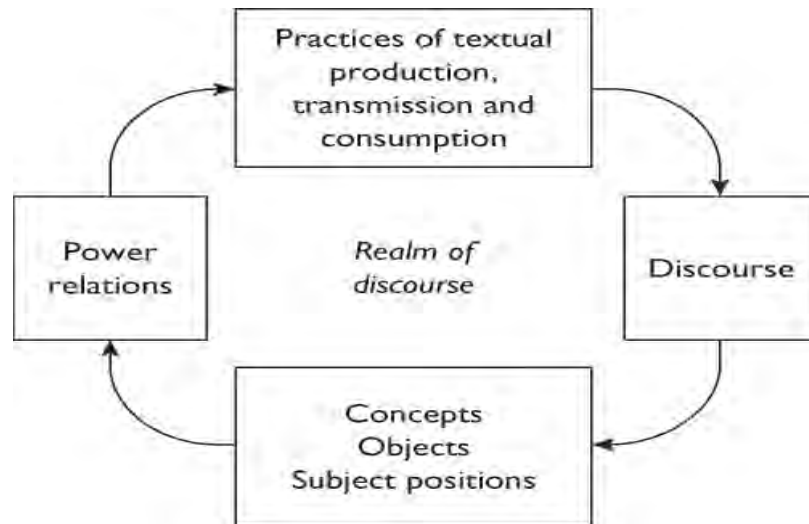 Practices of textual
production,
transmission and
consumption
Power
relations
Realm of
discourse
Discourse
Concepts
Objects
Subject positions